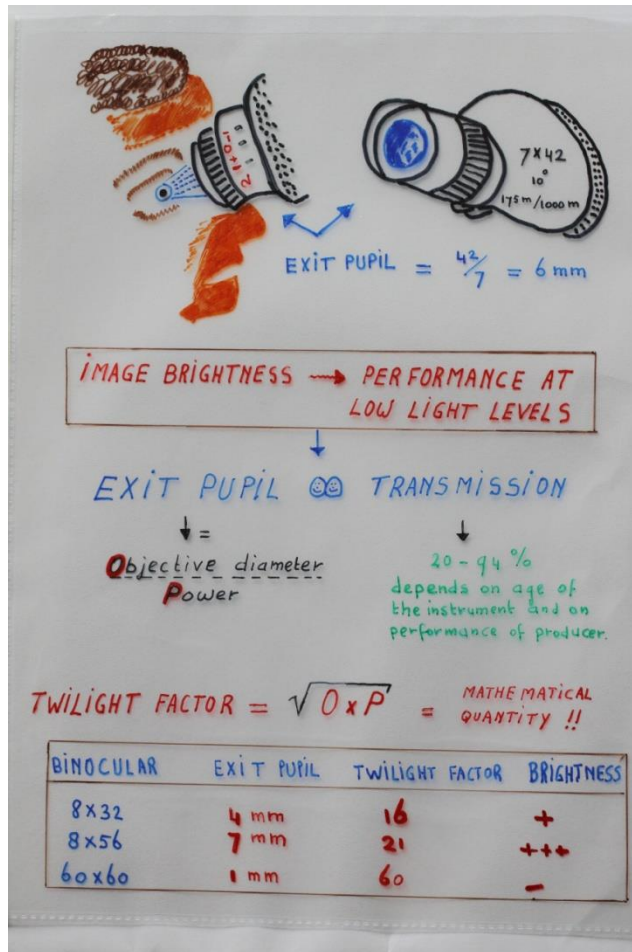 2 1 + 0 -
7x42
10°
175m/1000m
EXIT PUPIL = 42/7 = 6 mm
IMAGE BRIGHTNESS → PERFORMANCE AT
LOW LIGHT LEVELS
EXIT PUPIL TRANSMISSION
=
Objective diameter
Power
20 - 94 %
depends on age of
the instrument and on
performance of producer.
TWILIGHT FACTOR = √O x P = MATHEMATICAL
QUANTITY !!
BINOCULAR EXIT PUPIL TWILIGHT FACTOR BRIGHTNESS
8x32 4 mm 16 +
8x56 7 mm 21 +++
60x60 1 mm 60 -